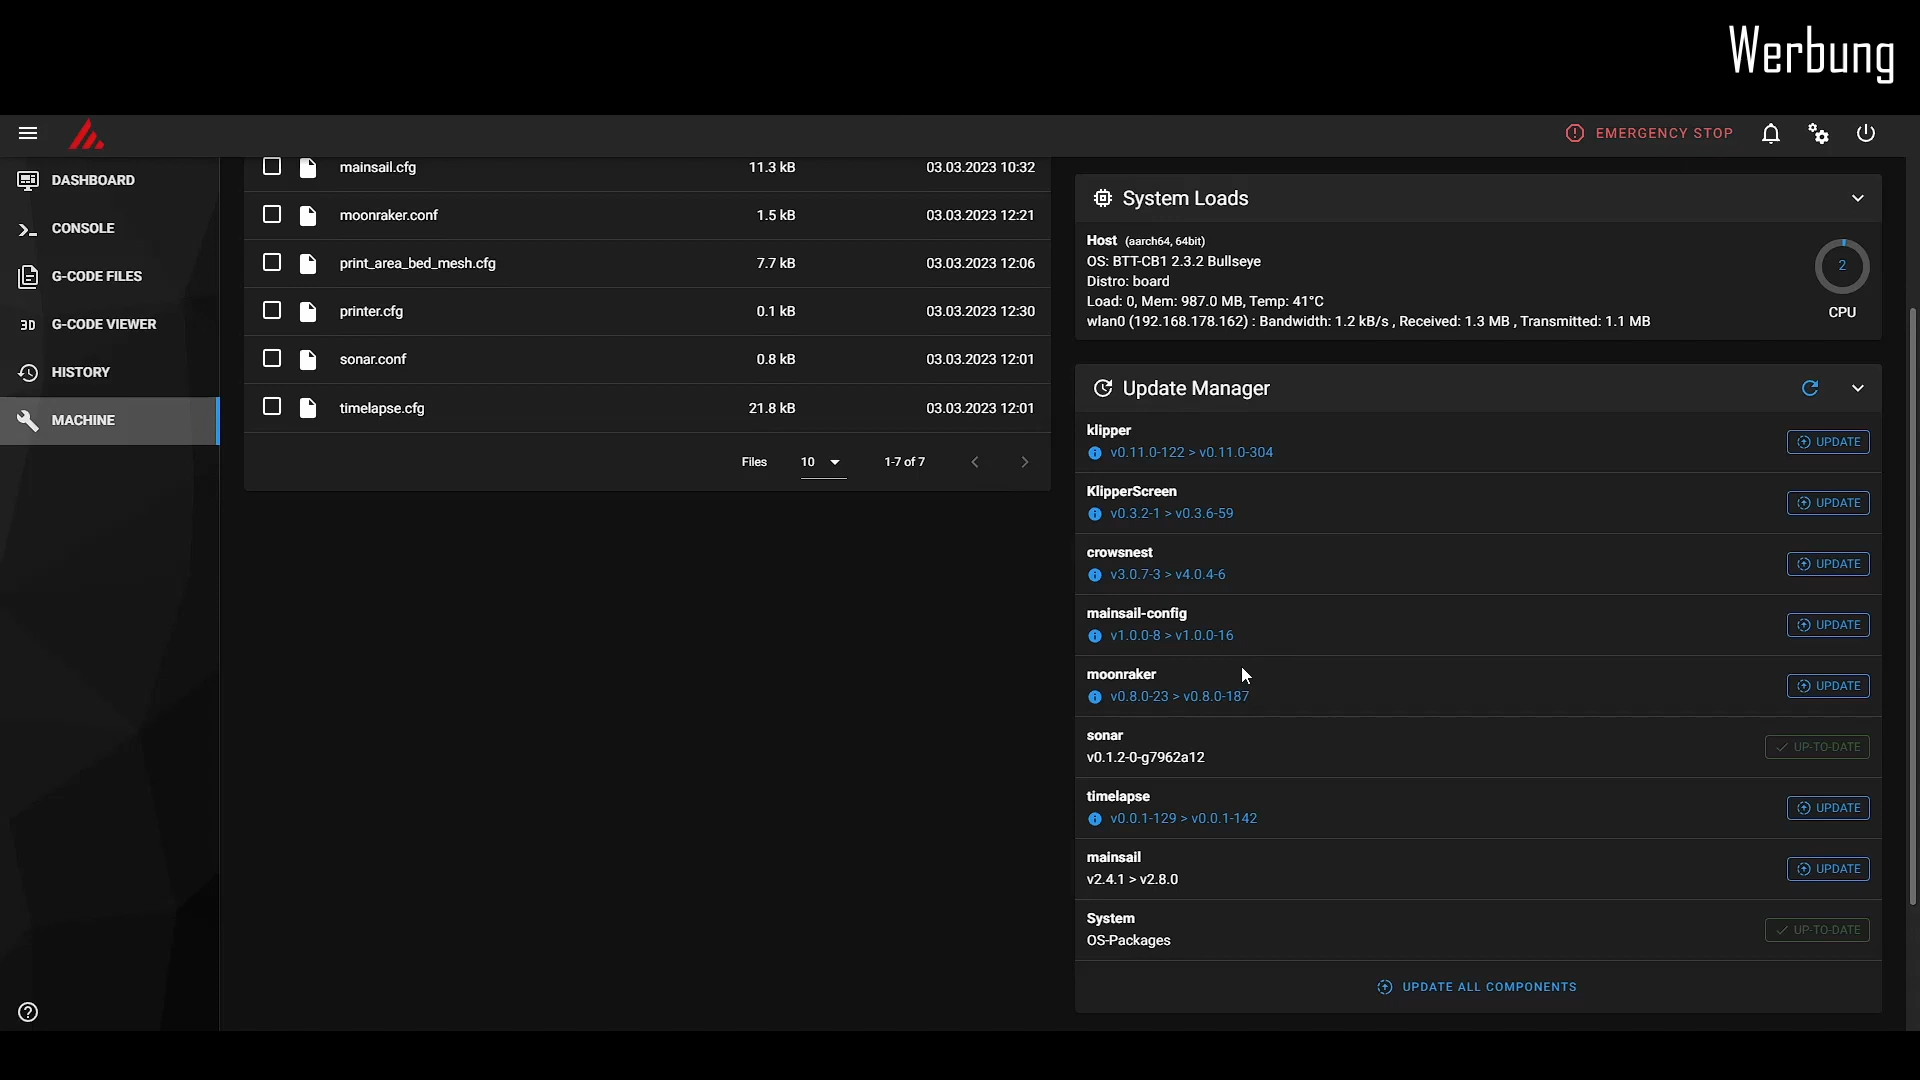 Werbung
EMERGENCY STOP
DASHBOARD
CONSOLE
G-CODE FILES
3D G-CODE VIEWER
HISTORY
MACHINE
mainsail.cfg 11.3 kB 03.03.2023 10:32
moonraker.conf 1.5 kB 03.03.2023 12:21
print_area_bed_mesh.cfg 7.7 kB 03.03.2023 12:06
printer.cfg 0.1 kB 03.03.2023 12:30
sonar.conf 0.8 kB 03.03.2023 12:01
timelapse.cfg 21.8 kB 03.03.2023 12:01
Files 10 1-7 of 7
System Loads
Host (aarch64, 64bit)
OS: BTT-CB1 2.3.2 Bullseye
Distro: board
Load: 0, Mem: 987.0 MB, Temp: 41°C
wlan0 (192.168.178.162) : Bandwidth: 1.2 kB/s , Received: 1.3 MB , Transmitted: 1.1 MB
2
CPU
Update Manager
klipper
v0.11.0-122 > v0.11.0-304
UPDATE
KlipperScreen
v0.3.2-1 > v0.3.6-59
UPDATE
crowsnest
v3.0.7-3 > v4.0.4-6
UPDATE
mainsail-config
v1.0.0-8 > v1.0.0-16
UPDATE
moonraker
v0.8.0-23 > v0.8.0-187
UPDATE
sonar
v0.1.2-0-g7962a12
UP-TO-DATE
timelapse
v0.0.1-129 > v0.0.1-142
UPDATE
mainsail
v2.4.1 > v2.8.0
UPDATE
System
OS-Packages
UP-TO-DATE
UPDATE ALL COMPONENTS